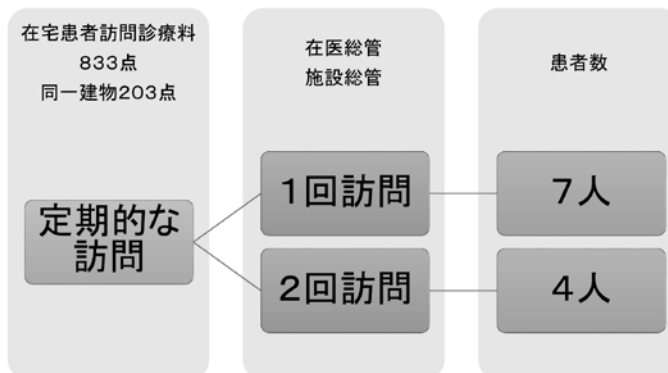 在宅患者訪問診療料
833点
同一建物203点
在医総管
施設総管
患者数
定期的な
訪問
1回訪問
7人
2回訪問
4人